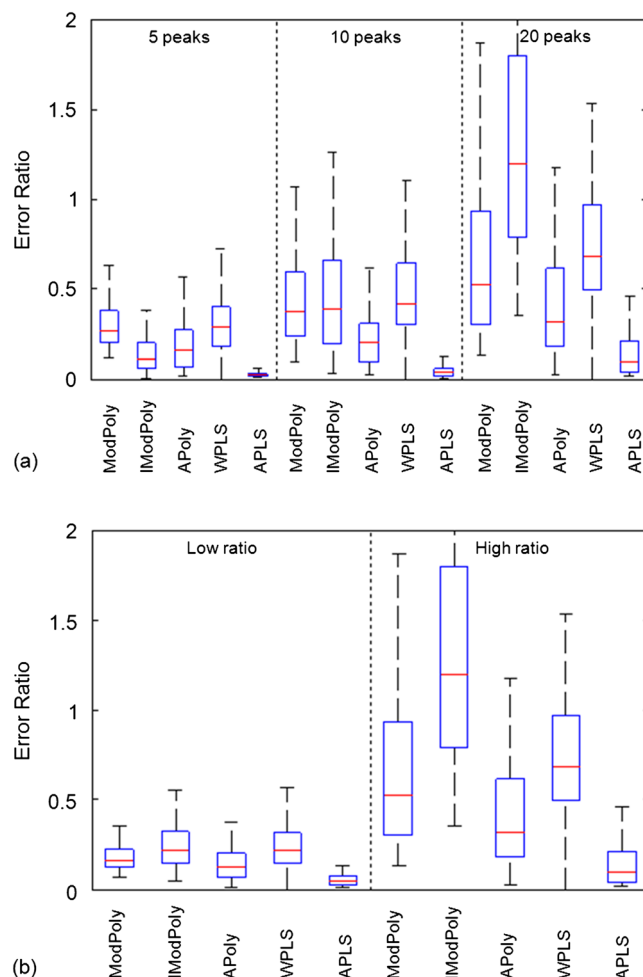 2
5 peaks 10 peaks 20 peaks
1.5
1
0.5
0
Error Ratio
ModPoly IModPoly APoly WPLS APLS ModPoly IModPoly APoly WPLS APLS ModPoly IModPoly APoly WPLS APLS
(a)
2
Low ratio High ratio
1.5
1
0.5
0
Error Ratio
ModPoly IModPoly APoly WPLS APLS ModPoly IModPoly APoly WPLS APLS
(b)